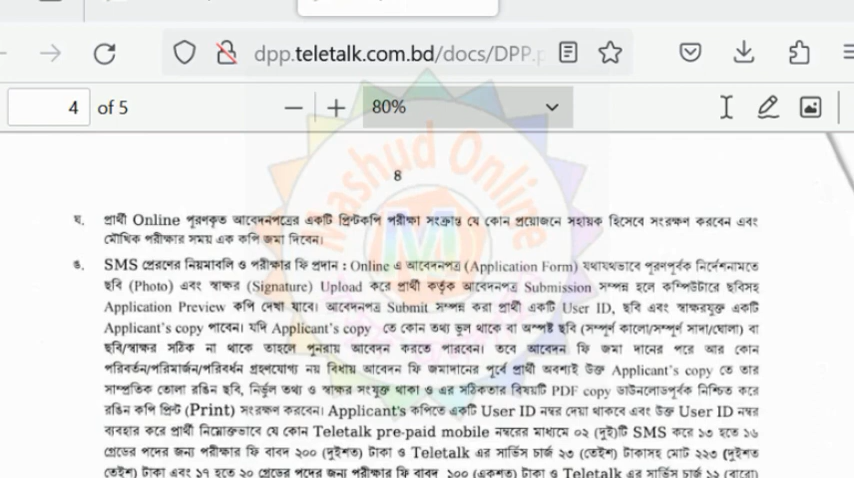 dpp.teletalk.com.bd/docs/DPP.p
4 of 5
80%
Mashud Online
৪
ঘ. প্রার্থী Online পূরণকৃত আবেদনপত্রের একটি প্রিন্টকপি পরীক্ষা সংক্রান্ত যে কোন প্রয়োজনে সহায়ক হিসেবে সংরক্ষণ করবেন এবং
মৌখিক পরীক্ষার সময় এক কপি জমা দিবেন।
ঙ. SMS প্রেরণের নিয়মাবলি ও পরীক্ষার ফি প্রদান : Online এ আবেদনপত্র (Application Form) যথাযথভাবে পূরণপূর্বক নির্দেশনামতে
ছবি (Photo) এবং স্বাক্ষর (Signature) Upload করে প্রার্থী কর্তৃক আবেদনপত্র Submission সম্পন্ন হলে কম্পিউটারে ছবিসহ
Application Preview কপি দেখা যাবে। আবেদনপত্র Submit সম্পন্ন করা প্রার্থী একটি User ID, ছবি এবং স্বাক্ষরযুক্ত একটি
Applicant's copy পাবেন। যদি Applicant's copy তে কোন তথ্য ভুল থাকে বা অস্পষ্ট ছবি (সম্পূর্ণ কালো/সম্পূর্ণ সাদা/ঘোলা) বা
ছবি/স্বাক্ষর সঠিক না থাকে তাহলে পুনরায় আবেদন করতে পারবেন। তবে আবেদন ফি জমা দানের পরে আর কোন
পরিবর্তন/পরিমার্জন/পরিবর্ধন গ্রহণযোগ্য নয় বিধায় আবেদন ফি জমাদানের পূর্বে প্রার্থী অবশ্যই উক্ত Applicant's copy তে তার
সাম্প্রতিক তোলা রঙিন ছবি, নির্ভুল তথ্য ও স্বাক্ষর সংযুক্ত থাকা ও এর সঠিকতার বিষয়টি PDF copy ডাউনলোডপূর্বক নিশ্চিত করে
রঙিন কপি প্রিন্ট (Print) সংরক্ষণ করবেন। Applicant's কপিতে একটি User ID নম্বর দেয়া থাকবে এবং উক্ত User ID নম্বর
ব্যবহার করে প্রার্থী নিম্নোক্তভাবে যে কোন Teletalk pre-paid mobile নম্বরের মাধ্যমে ০২ (দুই)টি SMS করে ১৩ হতে ১৬
গ্রেডের পদের জন্য পরীক্ষার ফি বাবদ ২০০ (দুইশত) টাকা ও Teletalk এর সার্ভিস চার্জ ২৩ (তেইশ) টাকাসহ মোট ২২৩ (দুইশত
তেইশ) টাকা এবং ১৭ হতে ২০ গ্রেডের পদের জন্য পরীক্ষার ফি বাবদ ১০০ (একশত) টাকা ও Teletalk এর সার্ভিস চার্জ ১২ (বারো)